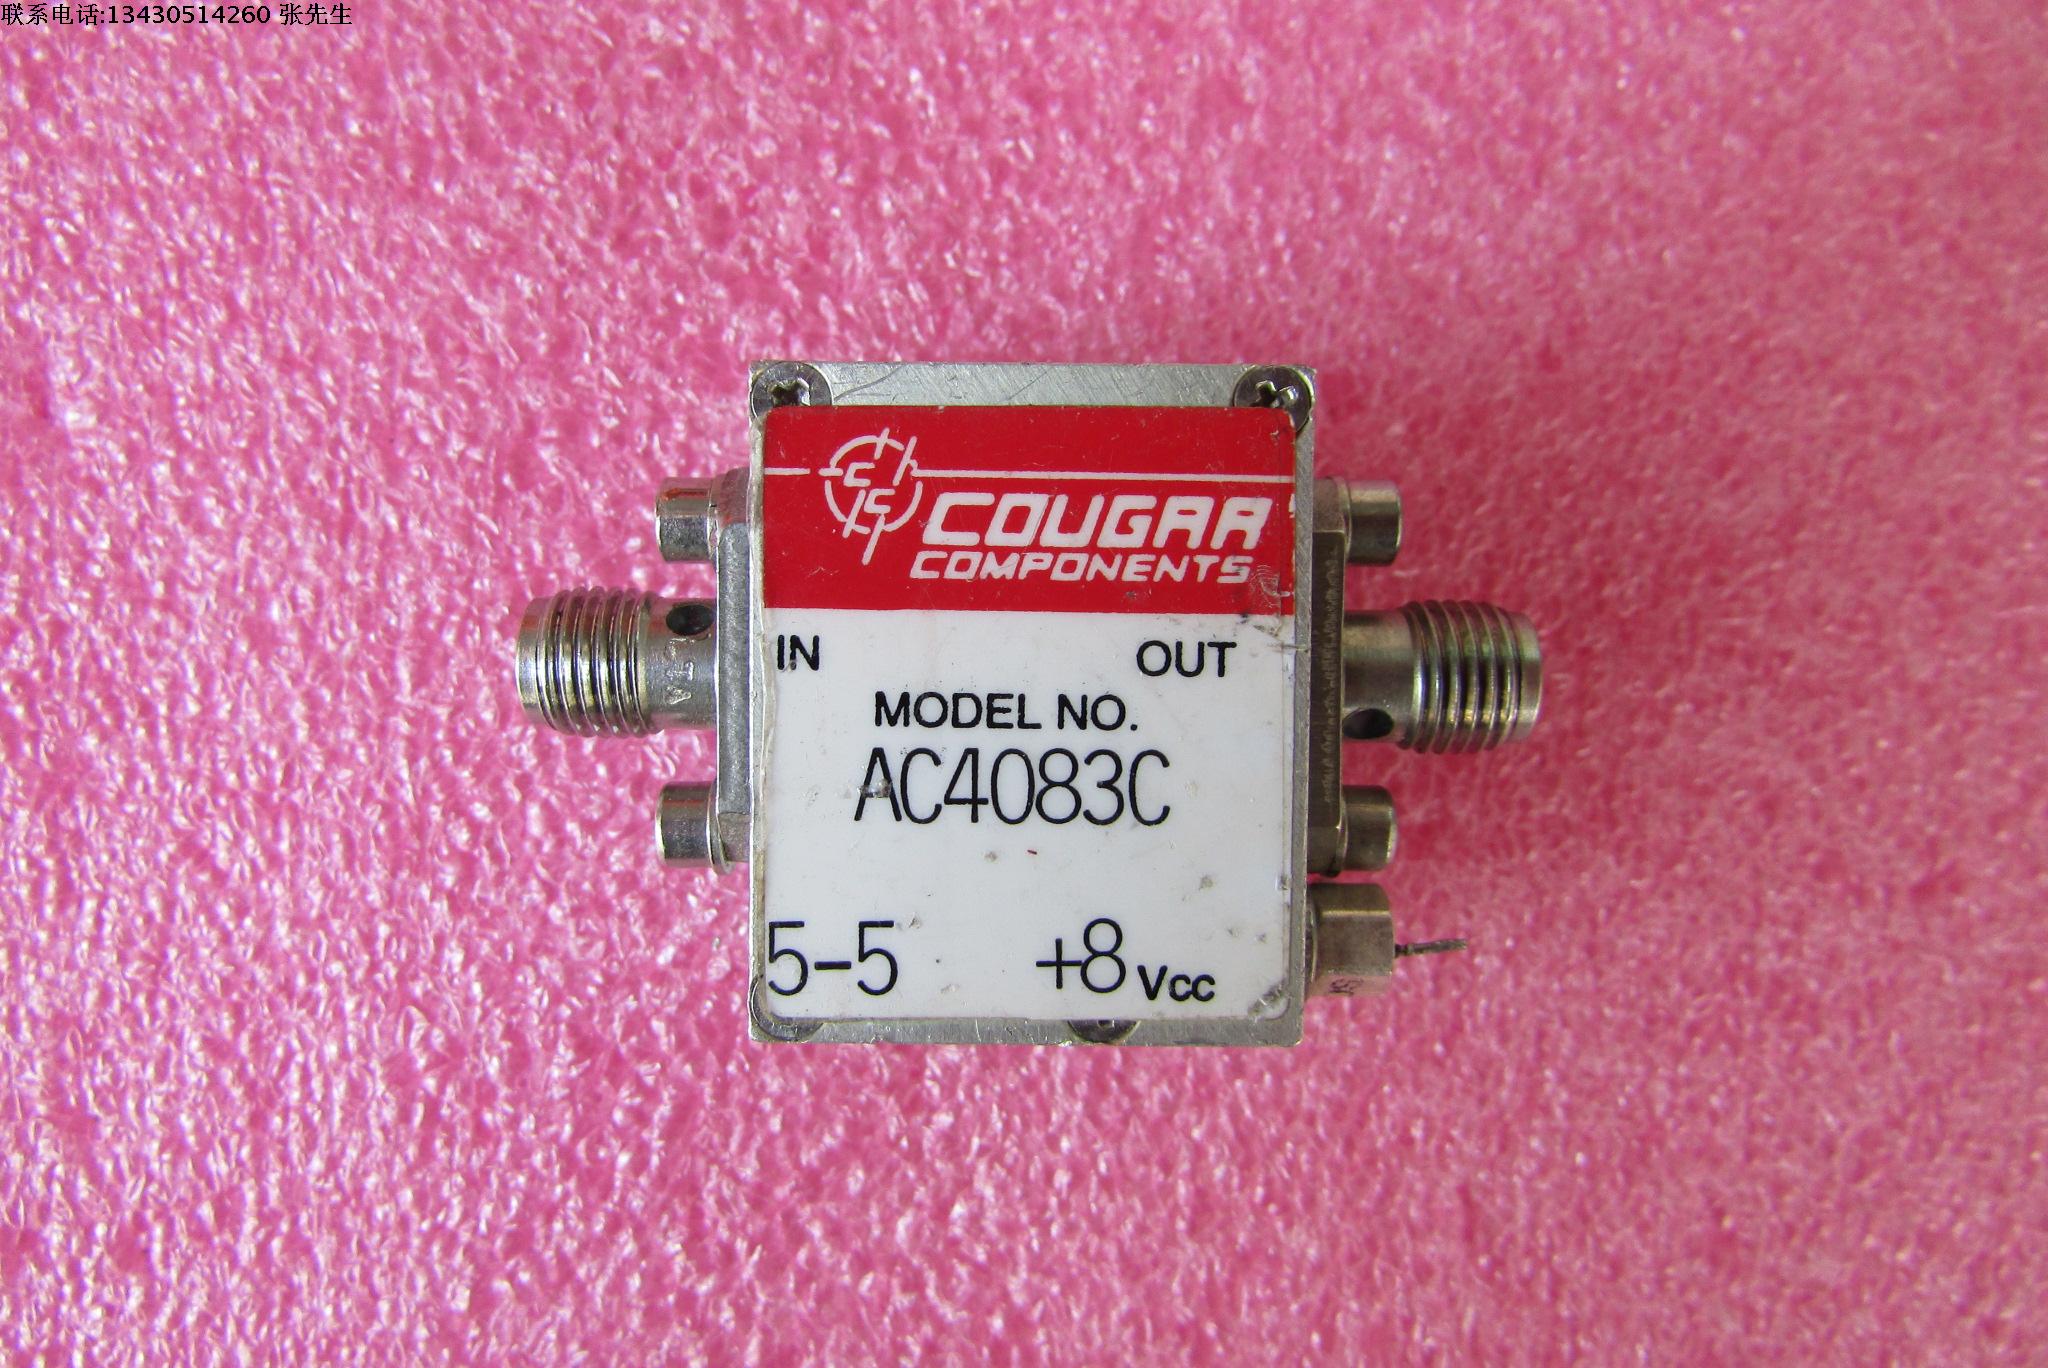 联系电话:13430514260 张先生
CC
COUGAR
COMPONENTS
IN OUT
MODEL NO.
AC4083C
5-5 +8 Vcc